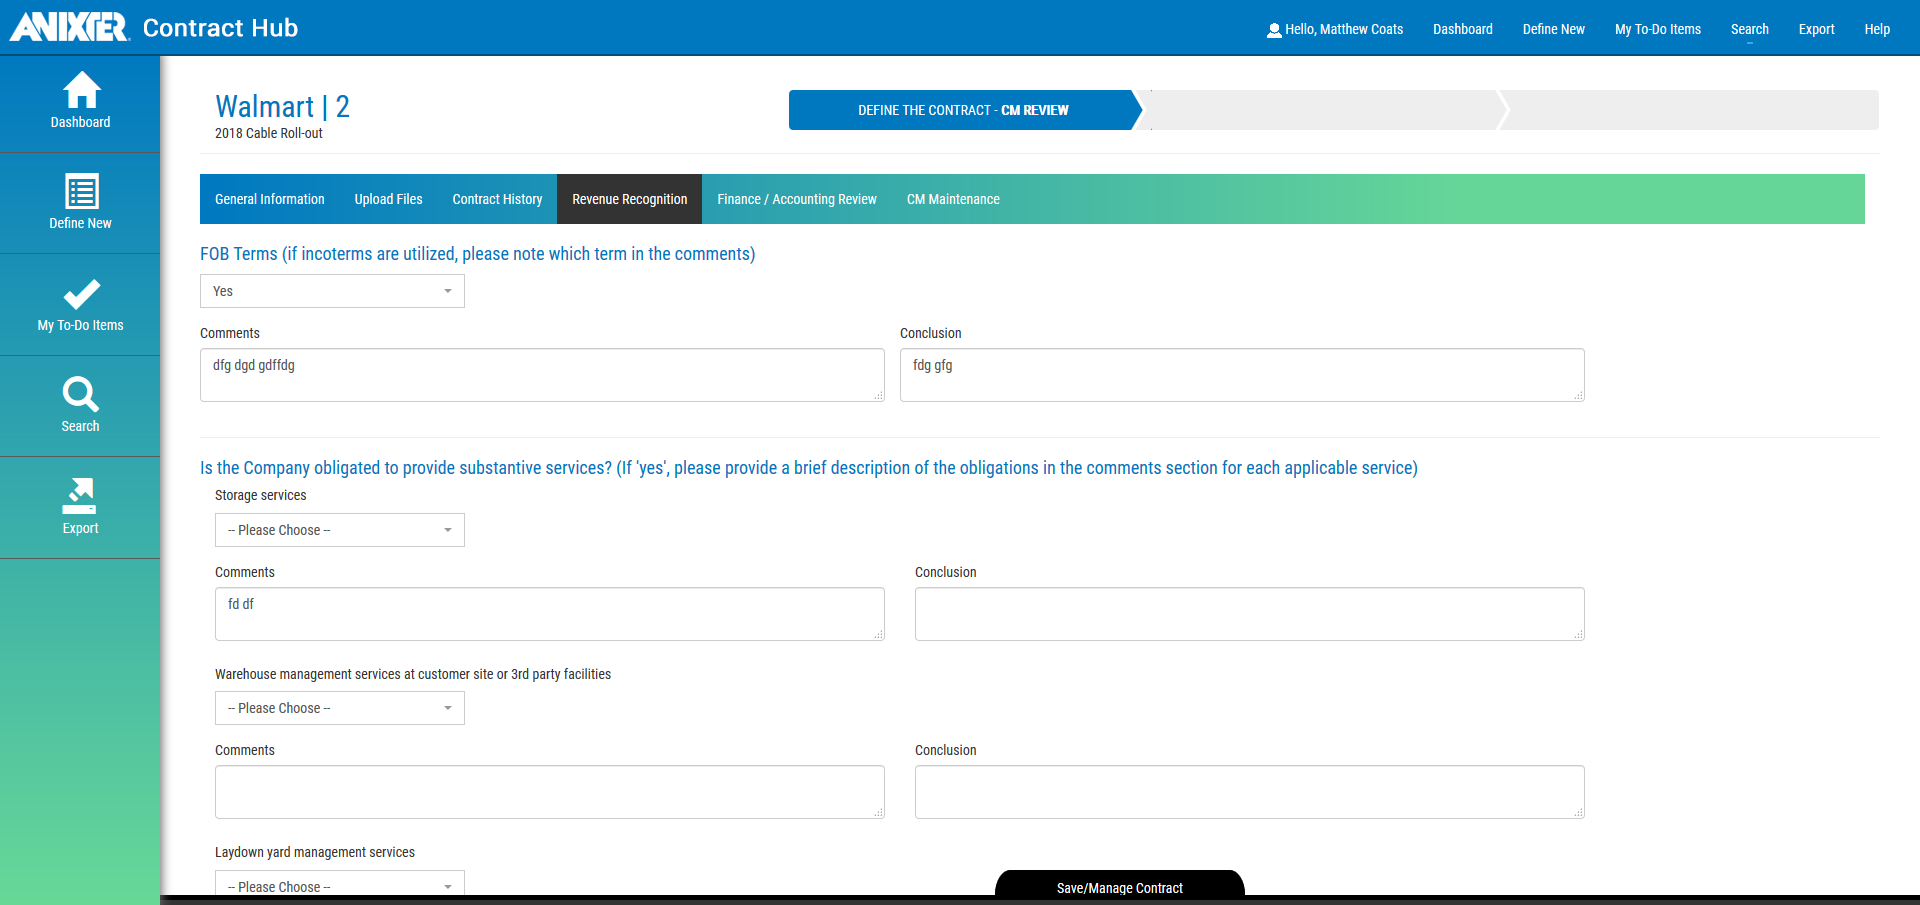 ANIXTER Contract Hub
Hello, Matthew Coats
Dashboard
Define New
My To-Do Items
Search
Export
Help
Dashboard
Define New
My To-Do Items
Search
Export
Walmart | 2
2018 Cable Roll-out
DEFINE THE CONTRACT - CM REVIEW
General Information
Upload Files
Contract History
Revenue Recognition
Finance / Accounting Review
CM Maintenance
FOB Terms (if incoterms are utilized, please note which term in the comments)
Yes
Comments
Conclusion
dfg dgd gdffdg
fdg gfg
Is the Company obligated to provide substantive services? (If 'yes', please provide a brief description of the obligations in the comments section for each applicable service)
Storage services
-- Please Choose --
Comments
Conclusion
fd df
Warehouse management services at customer site or 3rd party facilities
-- Please Choose --
Comments
Conclusion
Laydown yard management services
-- Please Choose --
Save/Manage Contract